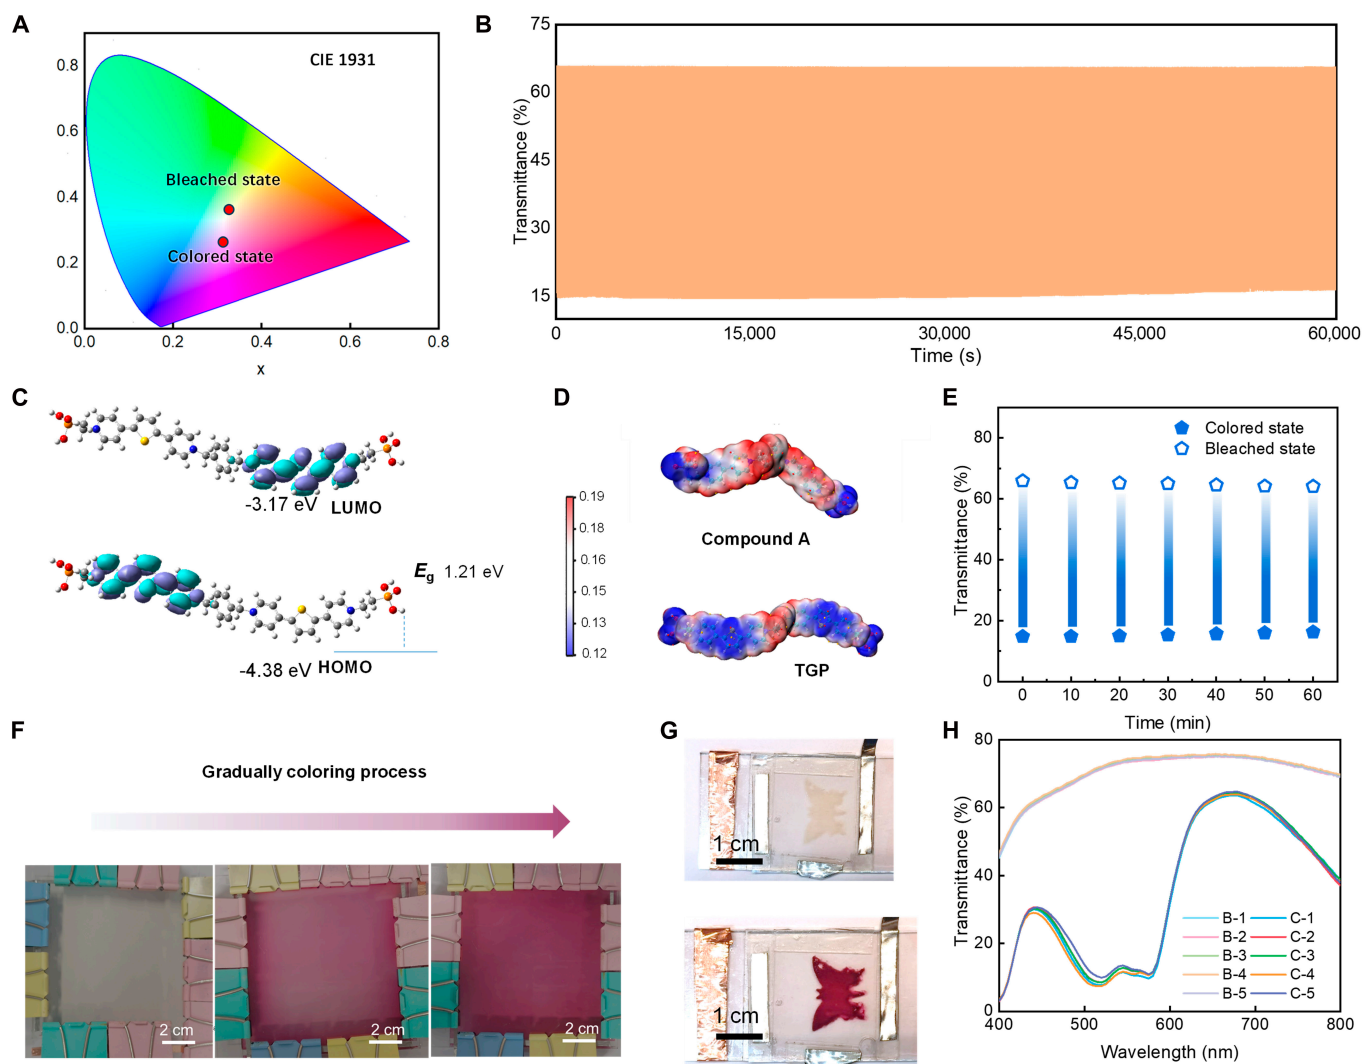 A
CIE 1931
0.8
0.6
0.4
0.2
0.0
Bleached state
Colored state
0.0 0.2 0.4 0.6 0.8
x
B
Transmittance (%)
75
60
45
30
15
0 15,000 30,000 45,000 60,000
Time (s)
C
-3.17 eV LUMO
Eg 1.21 eV
-4.38 eV HOMO
D
0.19
0.18
0.16
0.15
0.13
0.12
Compound A
TGP
E
Transmittance (%)
80
60
40
20
0
Colored state
Bleached state
0 10 20 30 40 50 60
Time (min)
F
Gradually coloring process
2 cm 2 cm 2 cm
G
1 cm
1 cm
H
Transmittance (%)
80
60
40
20
0
B-1 C-1
B-2 C-2
B-3 C-3
B-4 C-4
B-5 C-5
400 500 600 700 800
Wavelength (nm)